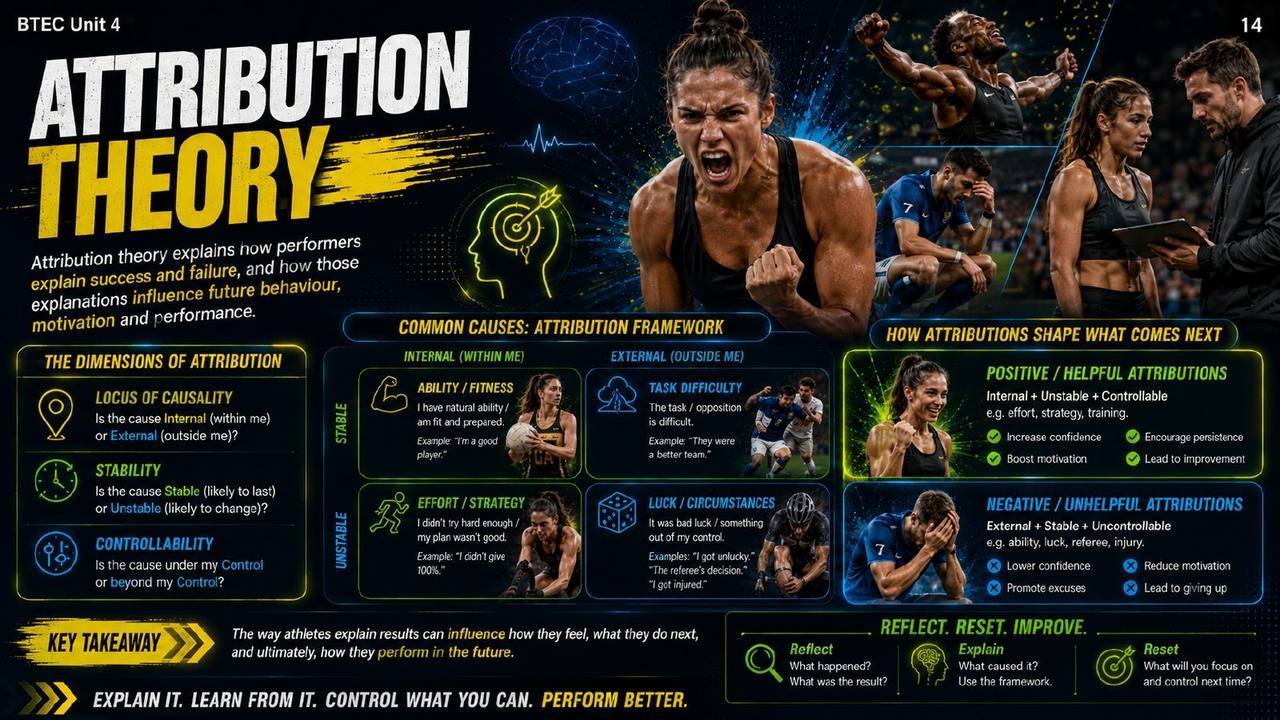 BTEC Unit 4
14
ATTRIBUTION
THEORY
Attribution theory explains how performers
explain success and failure, and how those
explanations influence future behaviour,
motivation and performance.
THE DIMENSIONS OF ATTRIBUTION
LOCUS OF CAUSALITY
Is the cause Internal (within me)
or External (outside me)?
STABILITY
Is the cause Stable (likely to last)
or Unstable (likely to change)?
CONTROLLABILITY
Is the cause under my Control
or beyond my Control?
COMMON CAUSES: ATTRIBUTION FRAMEWORK
INTERNAL (WITHIN ME)
EXTERNAL (OUTSIDE ME)
STABLE
ABILITY / FITNESS
I have natural ability /
am fit and prepared.
Example: "I'm a good
player."
GA
TASK DIFFICULTY
The task / opposition
is difficult.
Example: "They were
a better team."
UNSTABLE
EFFORT / STRATEGY
I didn't try hard enough /
my plan wasn't good.
Example: "I didn't give
100%."
LUCK / CIRCUMSTANCES
It was bad luck / something
out of my control.
Examples: "I got unlucky."
"The referee's decision."
"I got injured."
HOW ATTRIBUTIONS SHAPE WHAT COMES NEXT
POSITIVE / HELPFUL ATTRIBUTIONS
Internal + Unstable + Controllable
e.g. effort, strategy, training.
Increase confidence
Encourage persistence
Boost motivation
Lead to improvement
7
NEGATIVE / UNHELPFUL ATTRIBUTIONS
External + Stable + Uncontrollable
e.g. ability, luck, referee, injury.
Lower confidence
Reduce motivation
Promote excuses
Lead to giving up
7
KEY TAKEAWAY
The way athletes explain results can influence how they feel, what they do next,
and ultimately, how they perform in the future.
EXPLAIN IT. LEARN FROM IT. CONTROL WHAT YOU CAN. PERFORM BETTER.
REFLECT. RESET. IMPROVE.
Reflect
What happened?
What was the result?
Explain
What caused it?
Use the framework.
Reset
What will you focus on
and control next time?